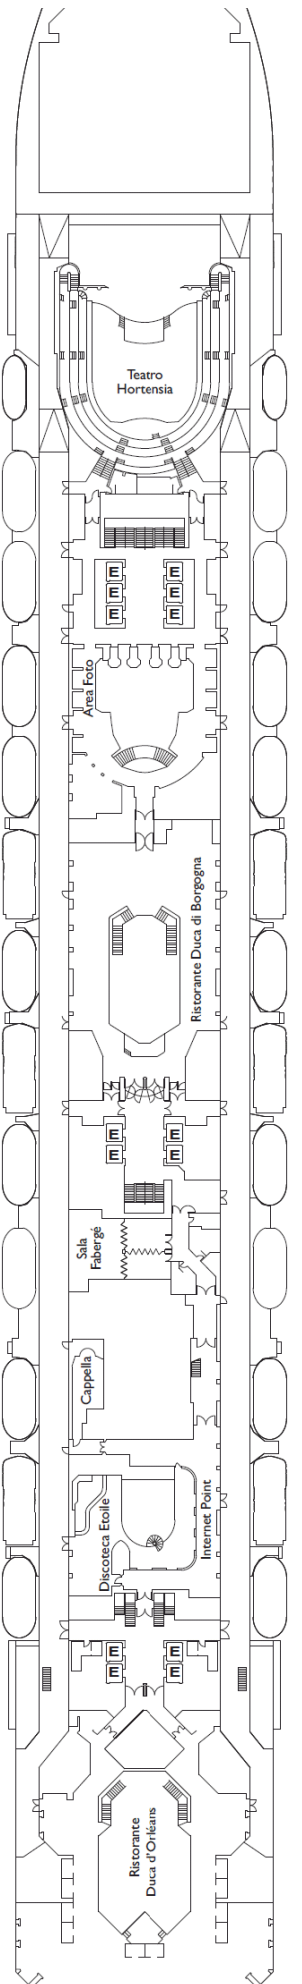 Teatro
Hortensia
E E
E E
E E
Area Foto
Ristorante Duca di Borgogna
E E
E E
Sala
Fabergé
Cappella
Discoteca Etoile
Internet Point
E E
E E
Ristorante
Duca d'Orléans